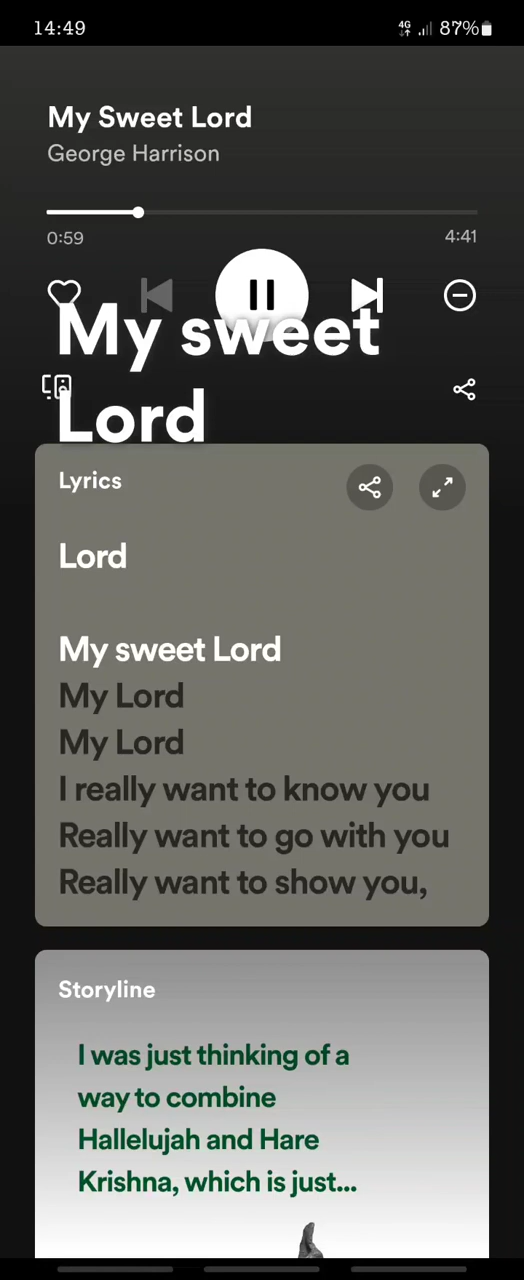 14:49
4G 87%
My Sweet Lord
George Harrison
0:59 4:41
My sweet
Lord
Lyrics
Lord
My sweet Lord
My Lord
My Lord
I really want to know you
Really want to go with you
Really want to show you,
Storyline
I was just thinking of a
way to combine
Hallelujah and Hare
Krishna, which is just...